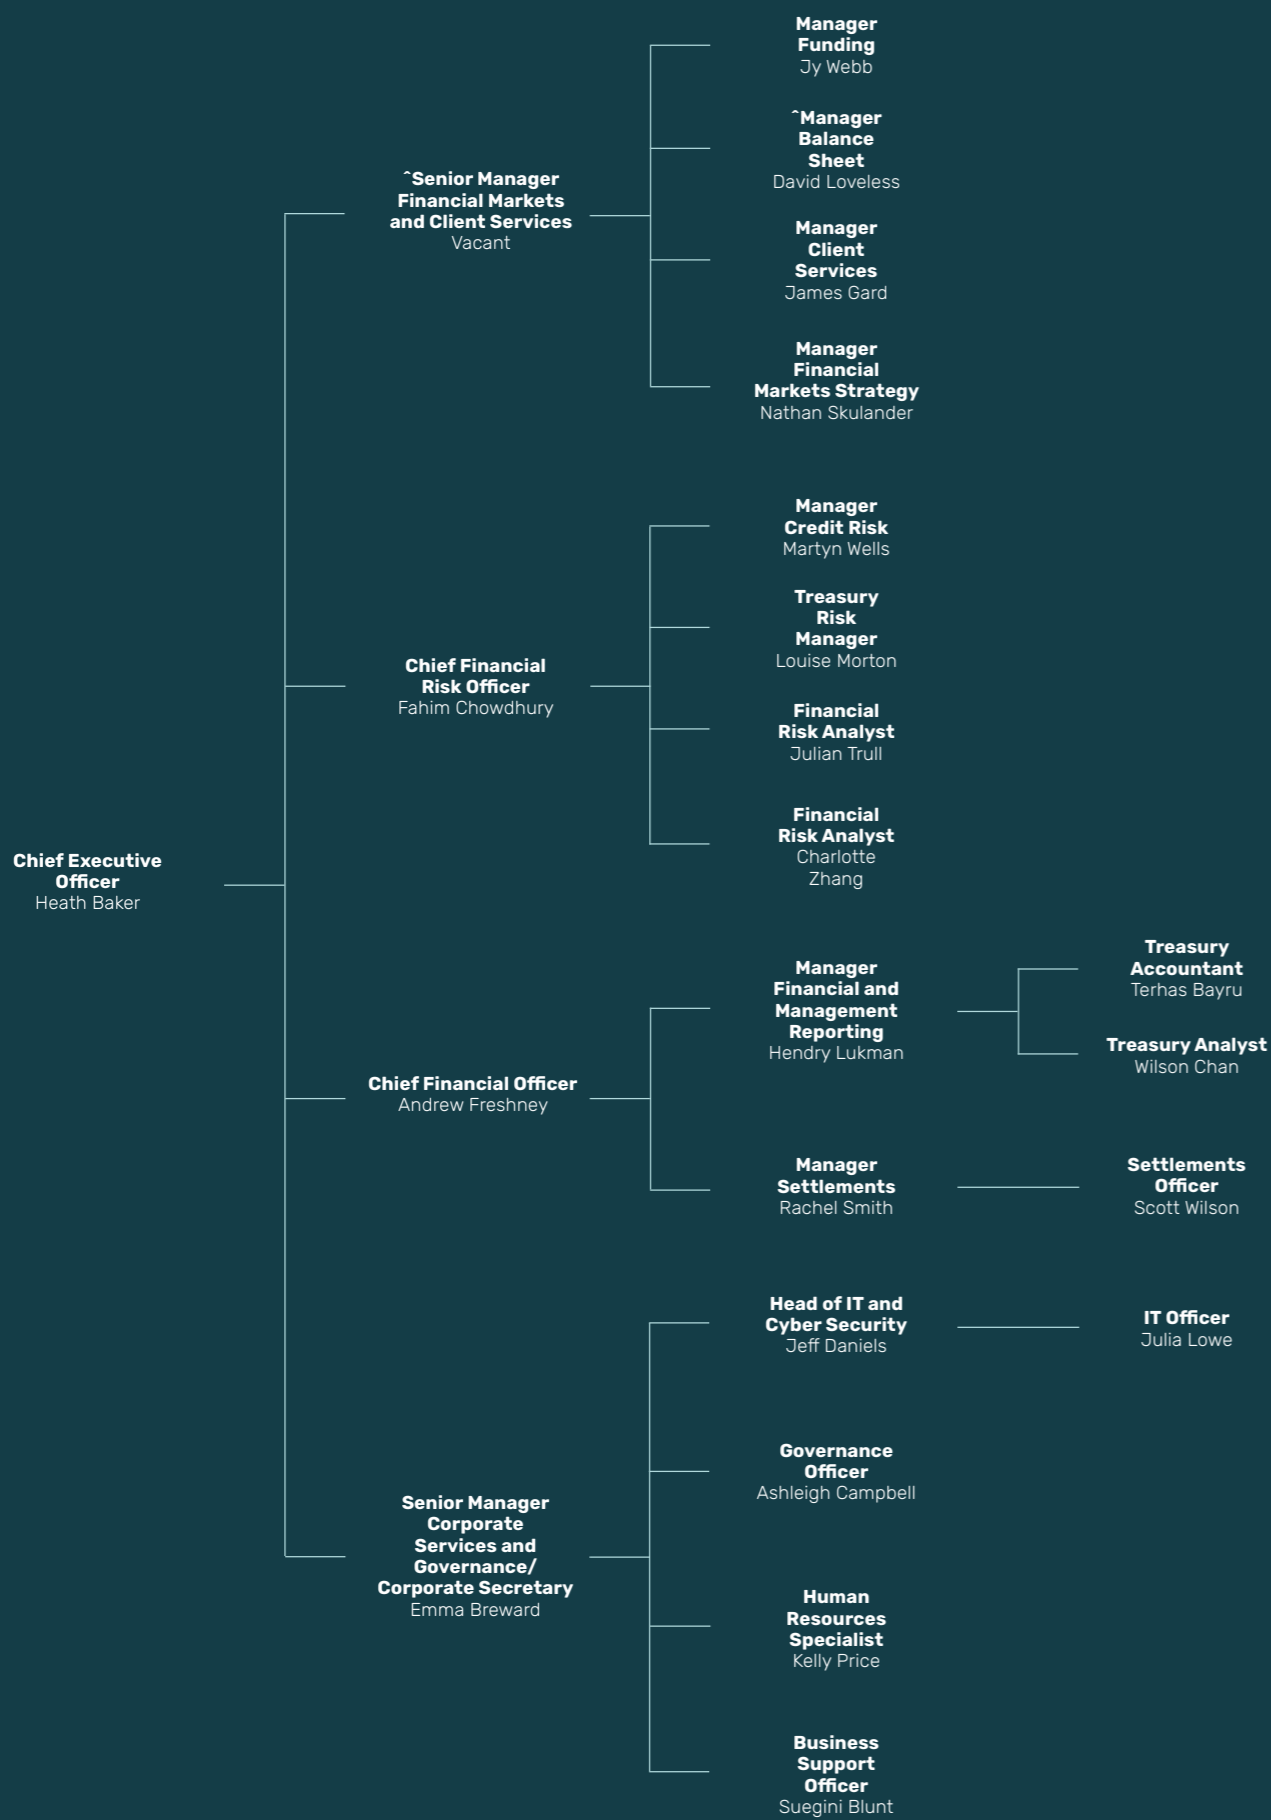 Chief Executive
Officer
Heath Baker
ˆSenior Manager
Financial Markets
and Client Services
Vacant
Manager
Funding
Jy Webb
ˆManager
Balance
Sheet
David Loveless
Manager
Client
Services
James Gard
Manager
Financial
Markets Strategy
Nathan Skulander
Chief Financial
Risk Officer
Fahim Chowdhury
Manager
Credit Risk
Martyn Wells
Treasury
Risk
Manager
Louise Morton
Financial
Risk Analyst
Julian Trull
Financial
Risk Analyst
Charlotte
Zhang
Chief Financial Officer
Andrew Freshney
Manager
Financial and
Management
Reporting
Hendry Lukman
Treasury
Accountant
Terhas Bayru
Treasury Analyst
Wilson Chan
Manager
Settlements
Rachel Smith
Settlements
Officer
Scott Wilson
Senior Manager
Corporate
Services and
Governance/
Corporate Secretary
Emma Breward
Head of IT and
Cyber Security
Jeff Daniels
IT Officer
Julia Lowe
Governance
Officer
Ashleigh Campbell
Human
Resources
Specialist
Kelly Price
Business
Support
Officer
Suegini Blunt